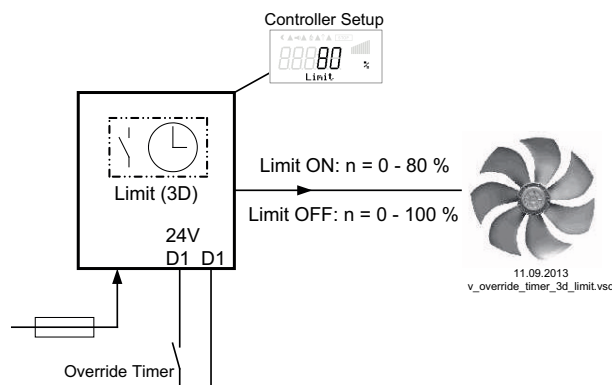 Controller Setup
80
%
Limit
Limit (3D)
Limit ON: n = 0 - 80 %
Limit OFF: n = 0 - 100 %
24V
D1 D1
11.09.2013
v_override_timer_3d_limit.vsd
Override Timer